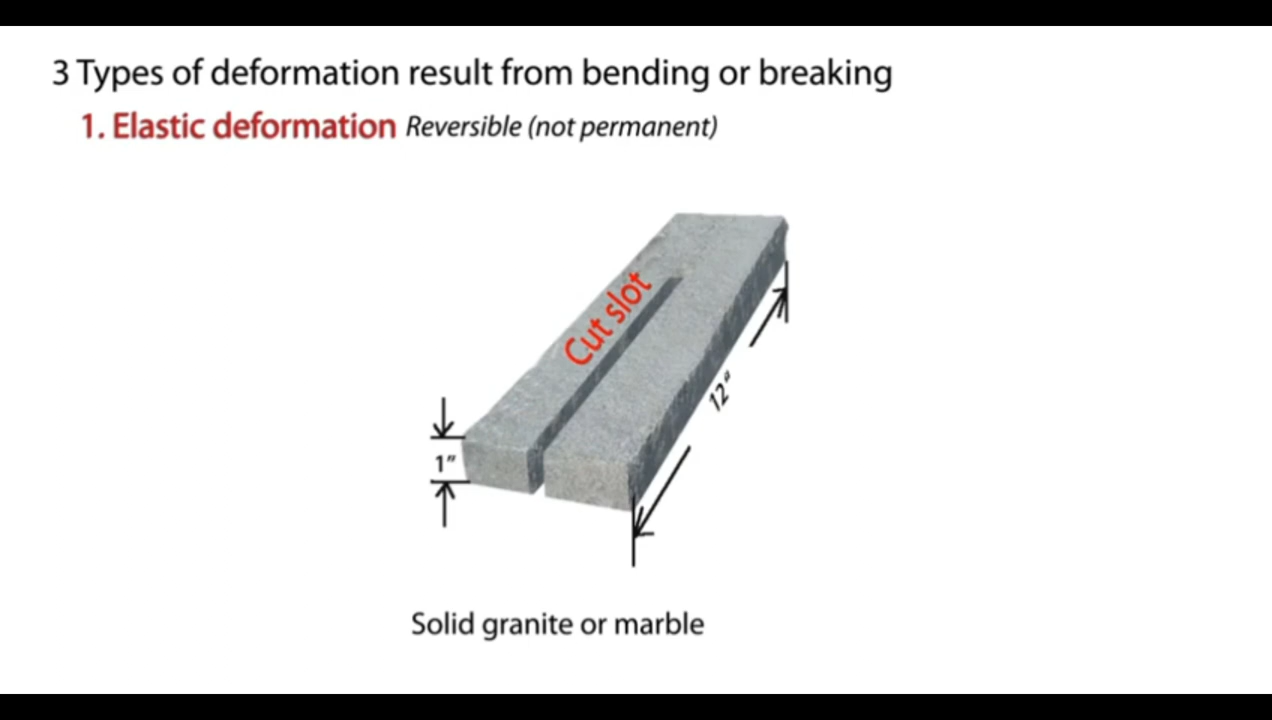 3 Types of deformation result from bending or breaking
1. Elastic deformation Reversible (not permanent)
Cut slot
12"
1"
Solid granite or marble